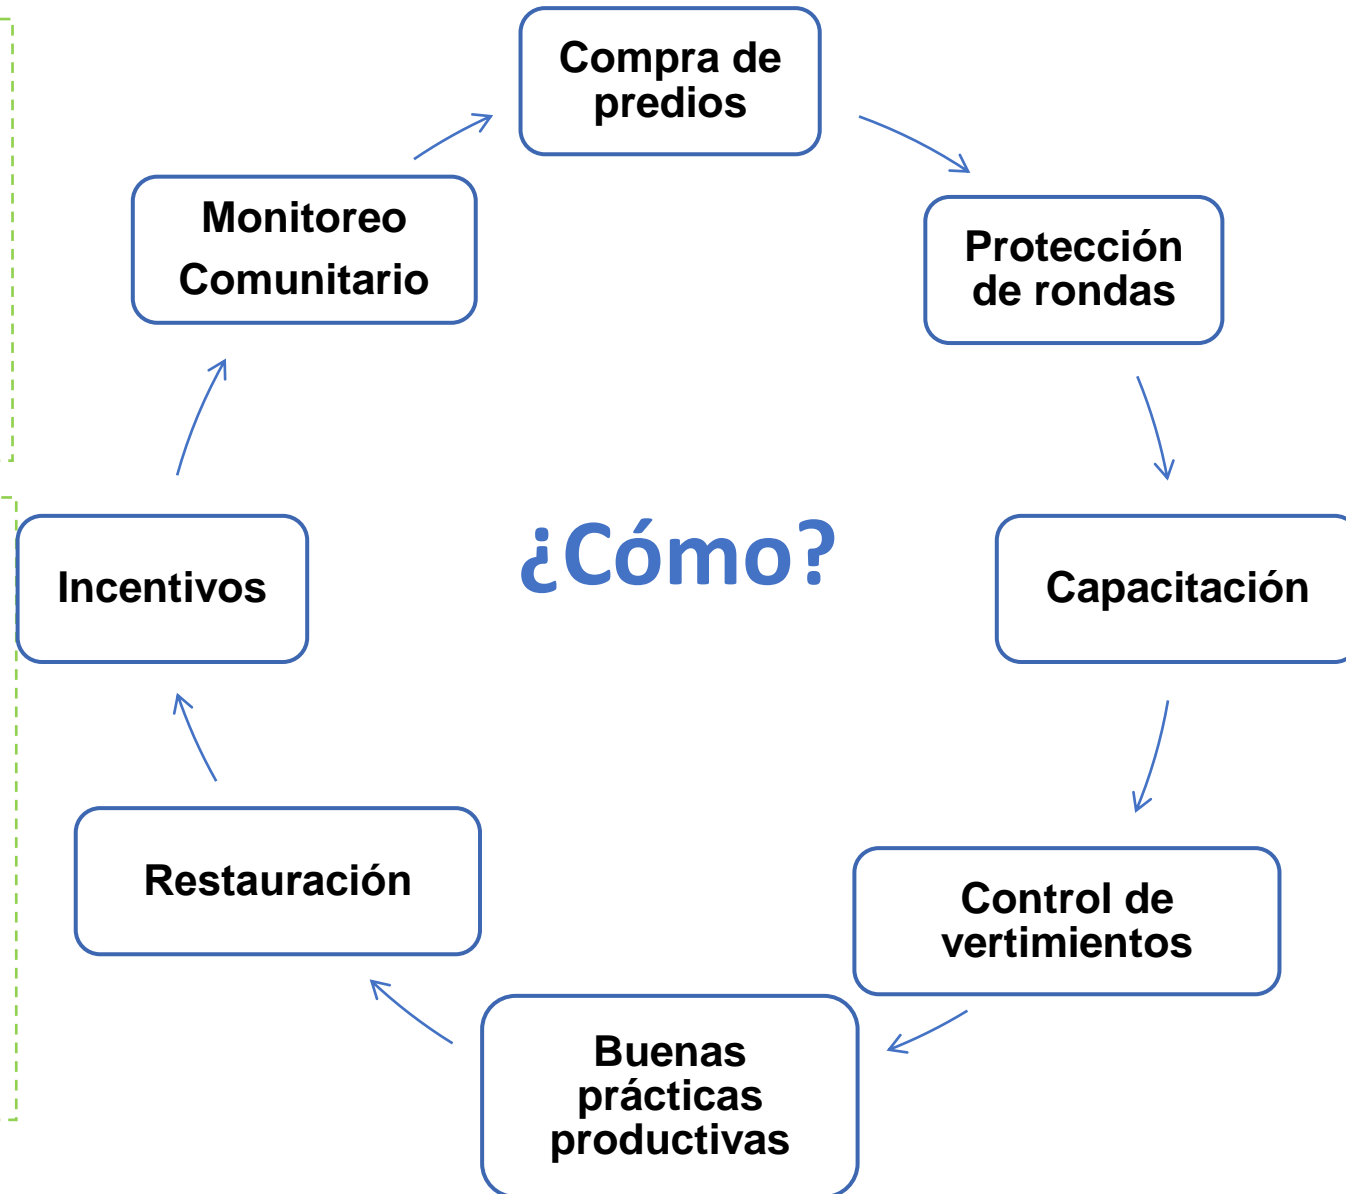 Compra de
predios
Protección
de rondas
Capacitación
Control de
vertimientos
Buenas
prácticas
productivas
Restauración
Incentivos
Monitoreo
Comunitario
¿Cómo?